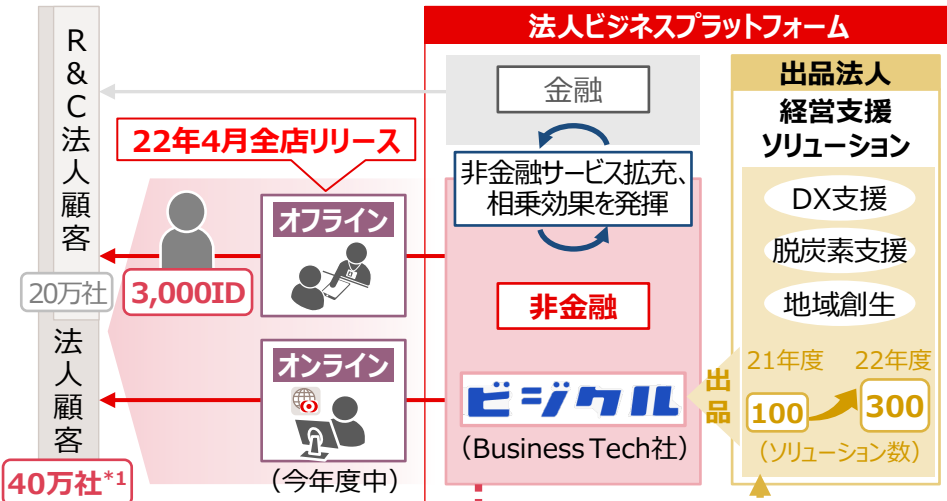 法人ビジネスプラットフォーム
R&C法人顧客
20万社
法人顧客
40万社*1
22年4月全店リリース
3,000ID
オフライン
オンライン
(今年度中)
金融
非金融サービス拡充、
相乗効果を発揮
非金融
ビジクル
(Business Tech社)
出品
出品法人
経営支援
ソリューション
DX支援
脱炭素支援
地域創生
21年度 22年度
100 300
(ソリューション数)